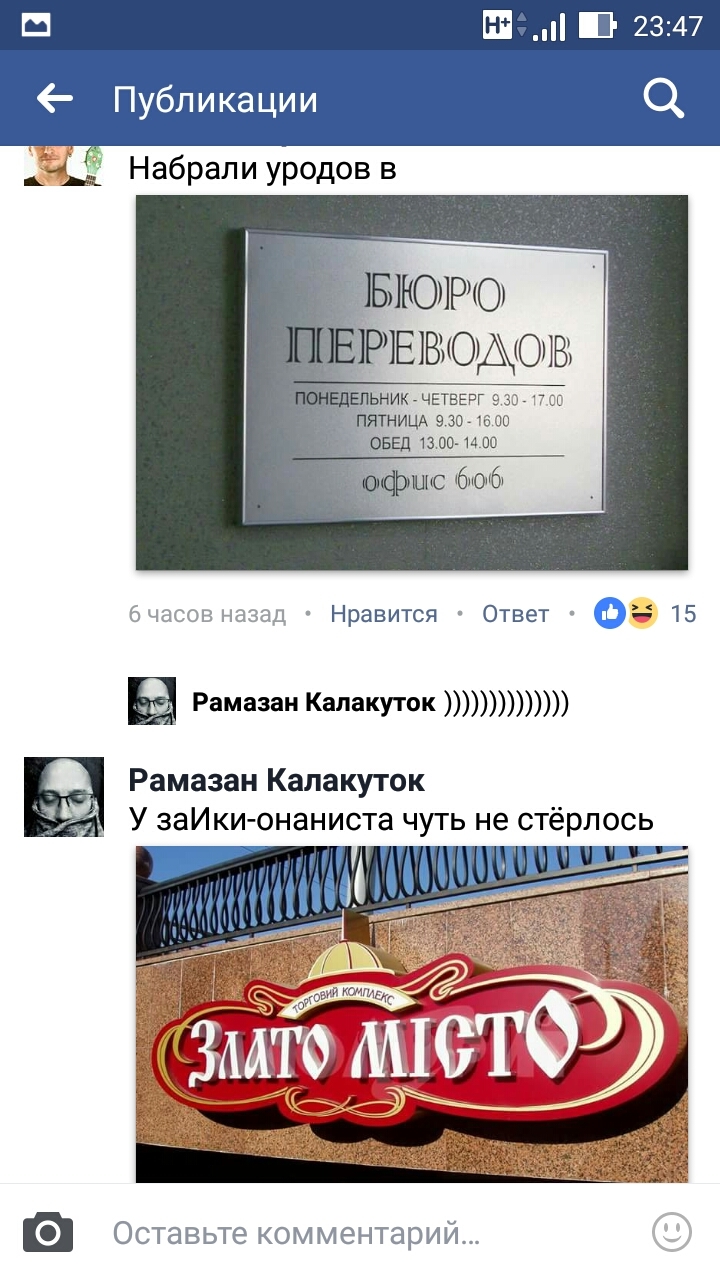 H+ 23:47
Публикации
Набрали уродов в
БЮРО
ПЕРЕВОДОВ
ПОНЕДЕЛЬНИК - ЧЕТВЕРГ 9.30 - 17.00
ПЯТНИЦА 9.30 - 16.00
ОБЕД 13.00- 14.00
офис 606
6 часов назад • Нравится • Ответ • 15
Рамазан Калакуток ))))))))))))))
Рамазан Калакуток
У заИки-онаниста чуть не стёрлось
ТОРГОВИЙ КОМПЛЕКС
ЗЛАТО МІСТО
Оставьте комментарий...